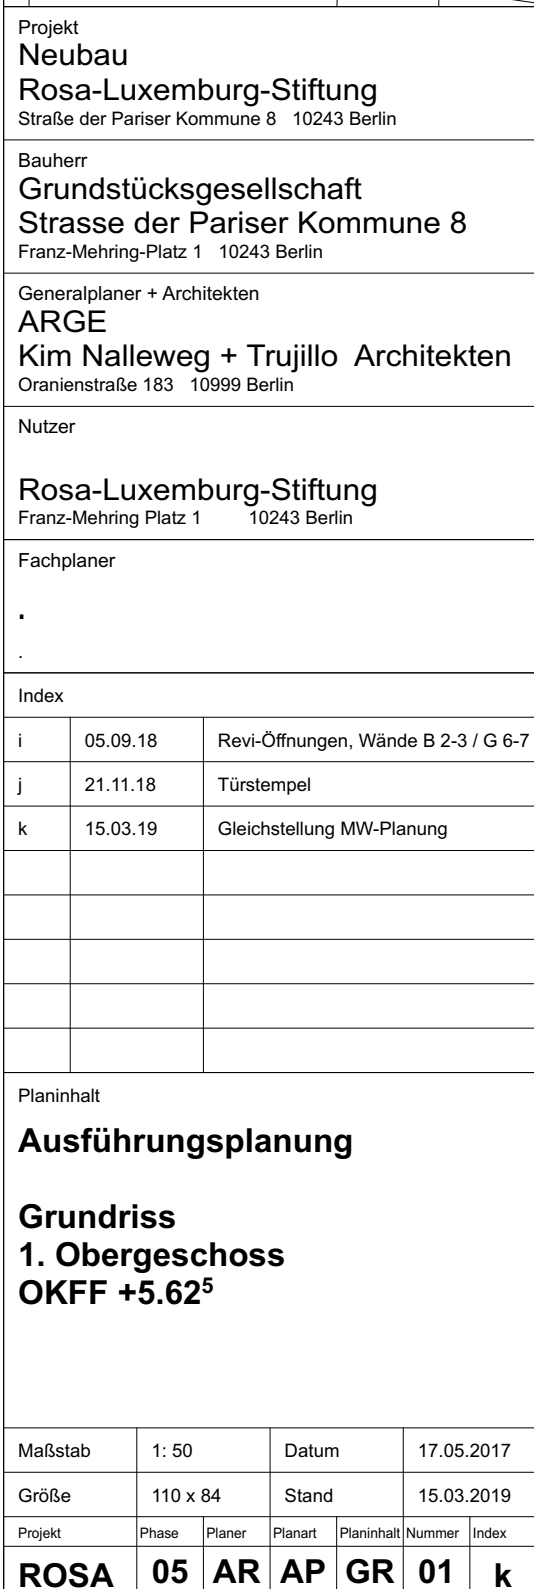 Projekt
Neubau
Rosa-Luxemburg-Stiftung
Straße der Pariser Kommune 8 10243 Berlin
Bauherr
Grundstücksgesellschaft
Strasse der Pariser Kommune 8
Franz-Mehring-Platz 1 10243 Berlin
Generalplaner + Architekten
ARGE
Kim Nalleweg + Trujillo Architekten
Oranienstraße 183 10999 Berlin
Nutzer
Rosa-Luxemburg-Stiftung
Franz-Mehring Platz 1 10243 Berlin
Fachplaner
.
.
Index
i 05.09.18 Revi-Öffnungen, Wände B 2-3 / G 6-7
j 21.11.18 Türstempel
k 15.03.19 Gleichstellung MW-Planung
Planinhalt
Ausführungsplanung
Grundriss
1. Obergeschoss
OKFF +5.62⁵
Maßstab 1: 50 Datum 17.05.2017
Größe 110 x 84 Stand 15.03.2019
Projekt Phase Planer Planart Planinhalt Nummer Index
ROSA 05 AR AP GR 01 k